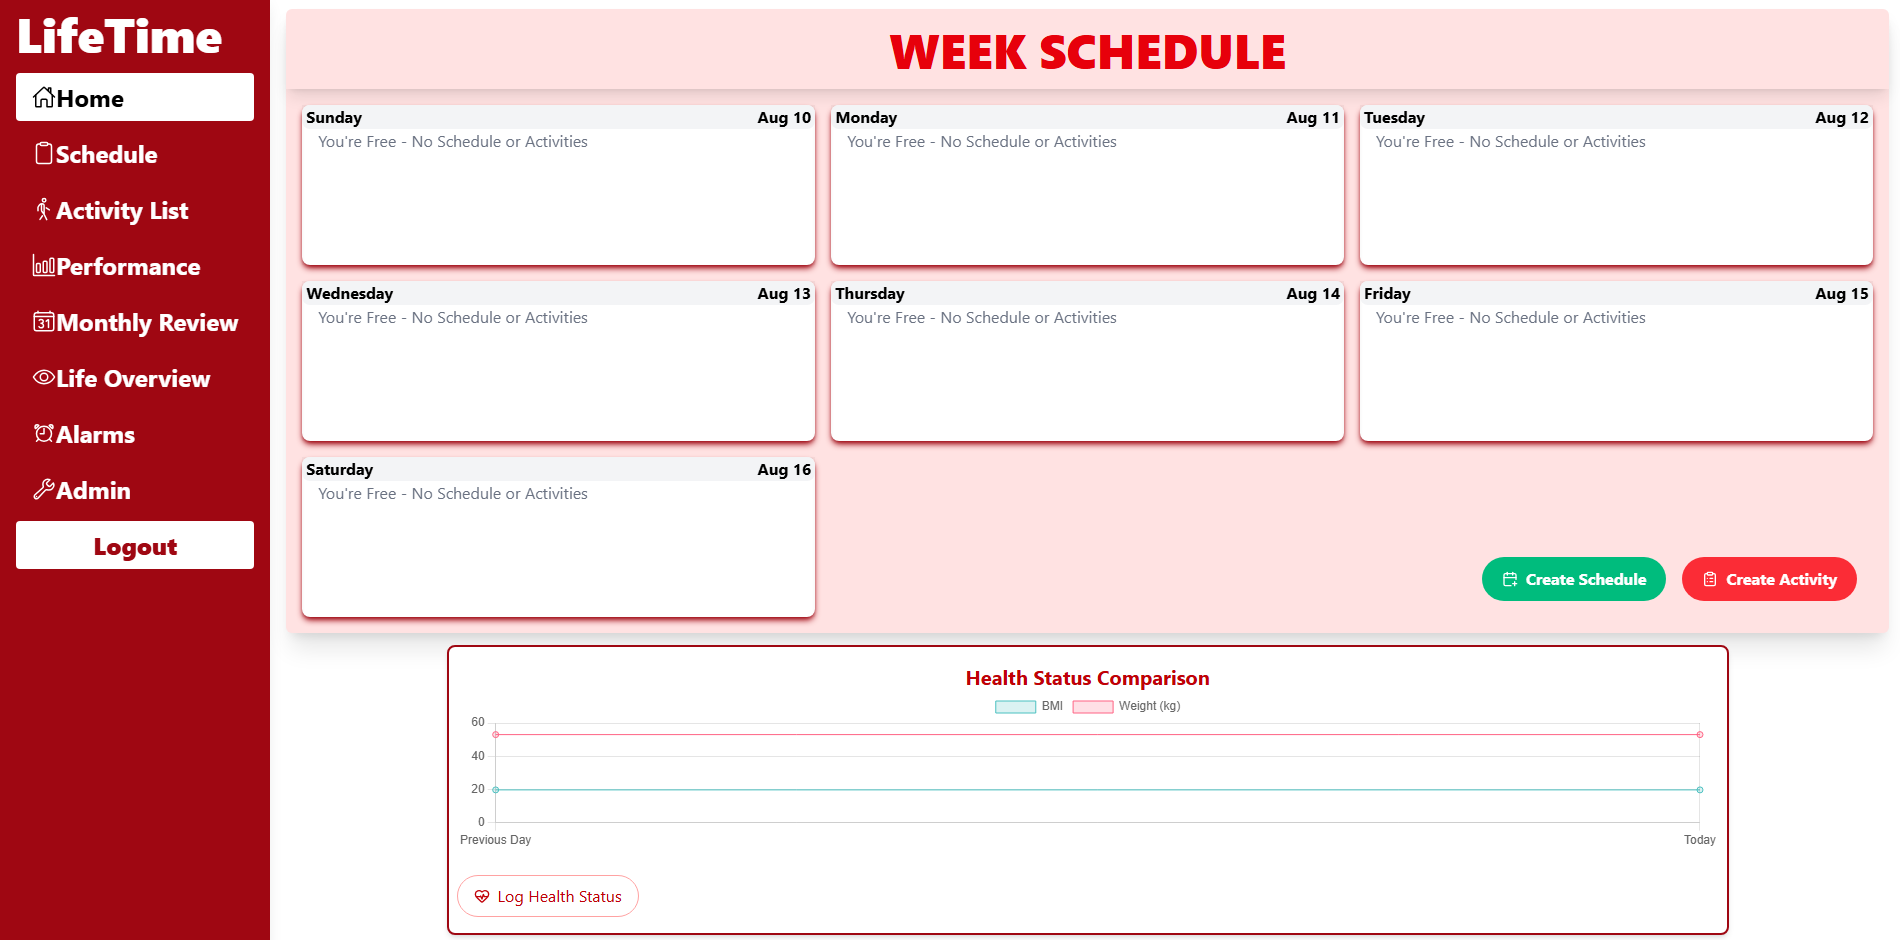 LifeTime
Home
Schedule
Activity List
Performance
31 Monthly Review
Life Overview
Alarms
Admin
Logout
WEEK SCHEDULE
Sunday Aug 10
You're Free - No Schedule or Activities
Monday Aug 11
You're Free - No Schedule or Activities
Tuesday Aug 12
You're Free - No Schedule or Activities
Wednesday Aug 13
You're Free - No Schedule or Activities
Thursday Aug 14
You're Free - No Schedule or Activities
Friday Aug 15
You're Free - No Schedule or Activities
Saturday Aug 16
You're Free - No Schedule or Activities
Create Schedule
Create Activity
Health Status Comparison
BMI Weight (kg)
60
40
20
0
Previous Day Today
Log Health Status